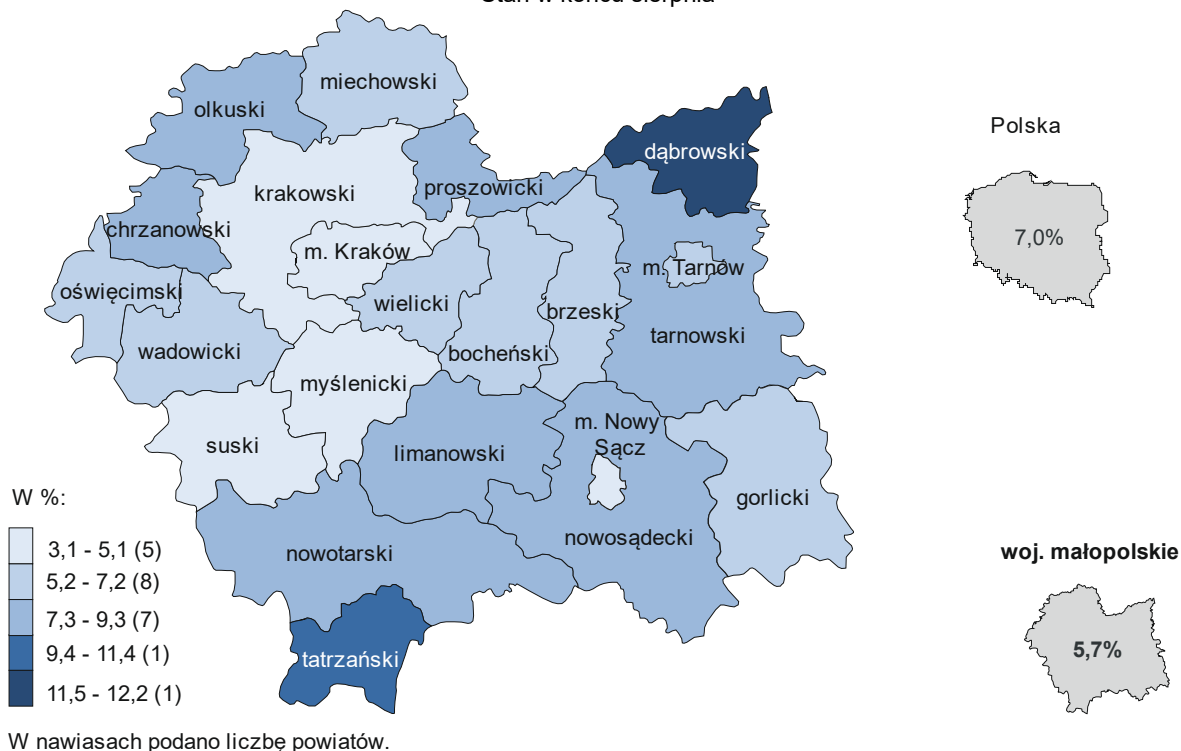 Stan w końcu sierpnia
miechowski
olkuski
dąbrowski
Polska
krakowski
proszowicki
chrzanowski
m. Kraków
7,0%
m. Tarnów
oświęcimski
wielicki
brzeski
tarnowski
wadowicki
bocheński
myślenicki
m. Nowy
Sącz
suski
limanowski
gorlicki
W %:
3,1 - 5,1 (5)
5,2 - 7,2 (8)
7,3 - 9,3 (7)
9,4 - 11,4 (1)
11,5 - 12,2 (1)
nowosądecki
nowotarski
woj. małopolskie
5,7%
tatrzański
W nawiasach podano liczbę powiatów.